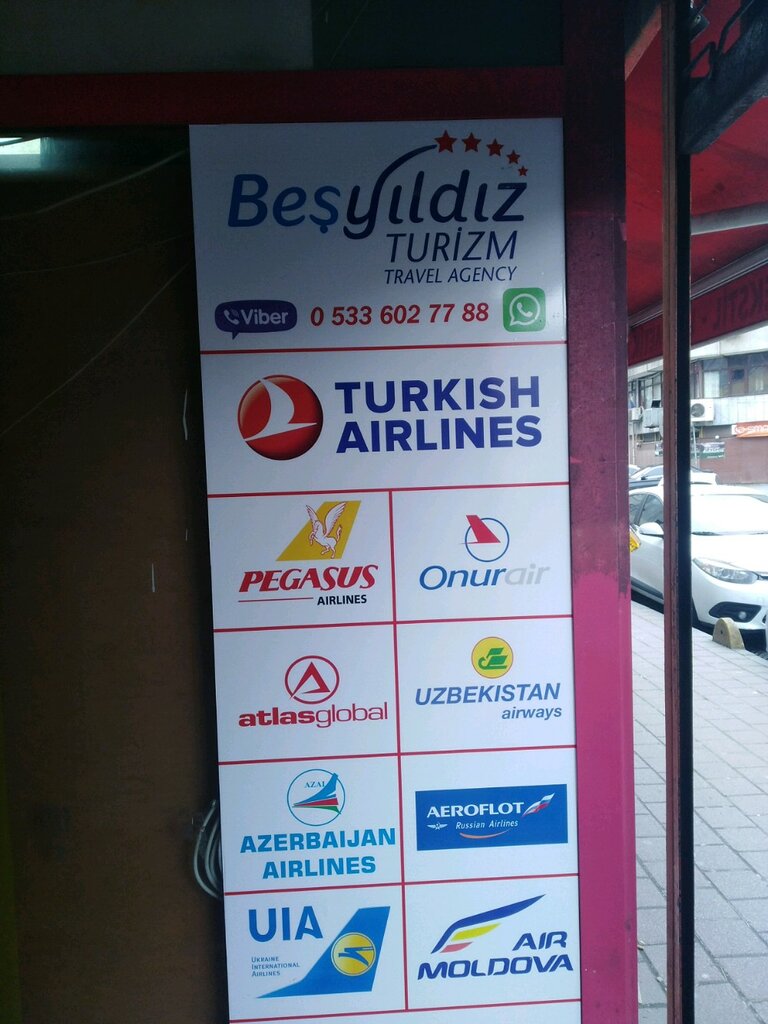 Beşyıldız
TURİZM
TRAVEL AGENCY
Viber 0 533 602 77 88
TURKISH
AIRLINES
PEGASUS
AIRLINES
Onurair
atlasglobal
UZBEKISTAN
airways
AZAL
AZERBAIJAN
AIRLINES
AEROFLOT
Russian Airlines
UIA
UKRAINE
INTERNATIONAL
AIRLINES
AIR
MOLDOVA